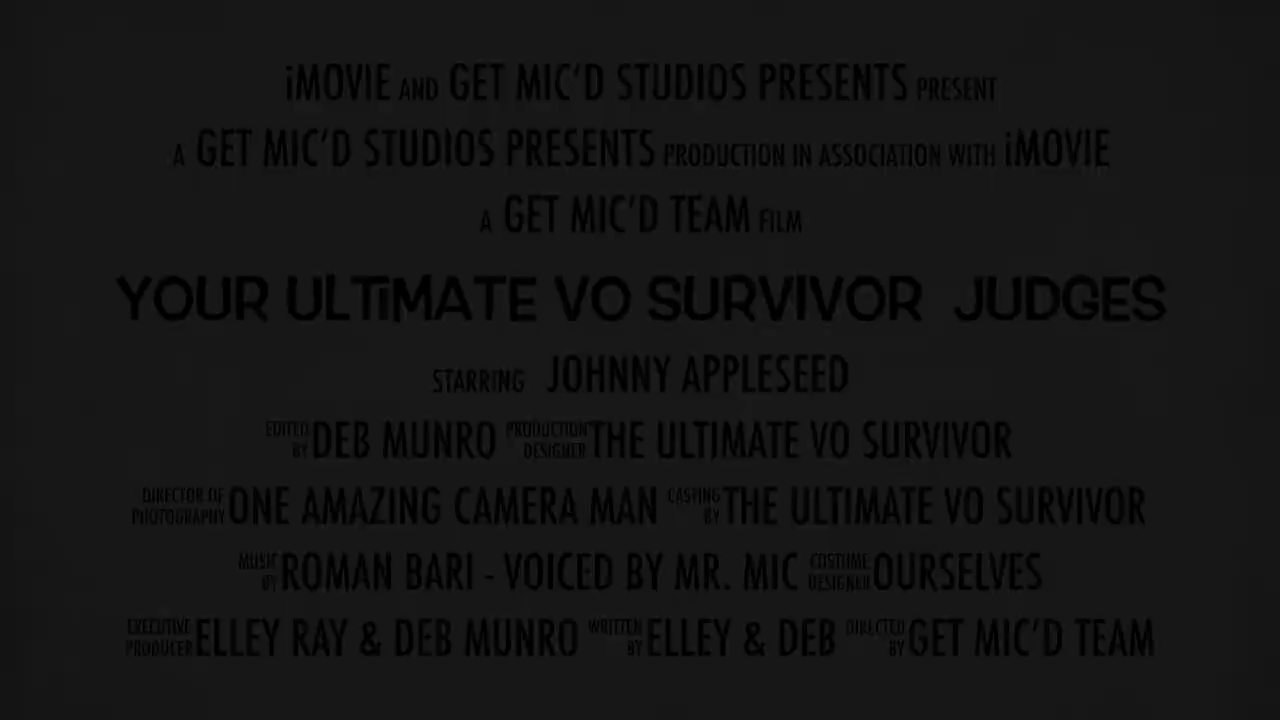 iMOVIE AND GET MIC'D STUDIOS PRESENTS PRESENT
A GET MIC'D STUDIOS PRESENTS PRODUCTION IN ASSOCIATION WITH iMOVIE
A GET MIC'D TEAM FILM
YOUR ULTIMATE VO SURVIVOR JUDGES
STARRING JOHNNY APPLESEED
EDITED BY DEB MUNRO PRODUCTION DESIGNER THE ULTIMATE VO SURVIVOR
DIRECTOR OF PHOTOGRAPHY ONE AMAZING CAMERA MAN CASTING BY THE ULTIMATE VO SURVIVOR
MUSIC BY ROMAN BARI - VOICED BY MR. MIC COSTUME DESIGNER OURSELVES
EXECUTIVE PRODUCER ELLEY RAY & DEB MUNRO WRITTEN BY ELLEY & DEB DIRECTED BY GET MIC'D TEAM